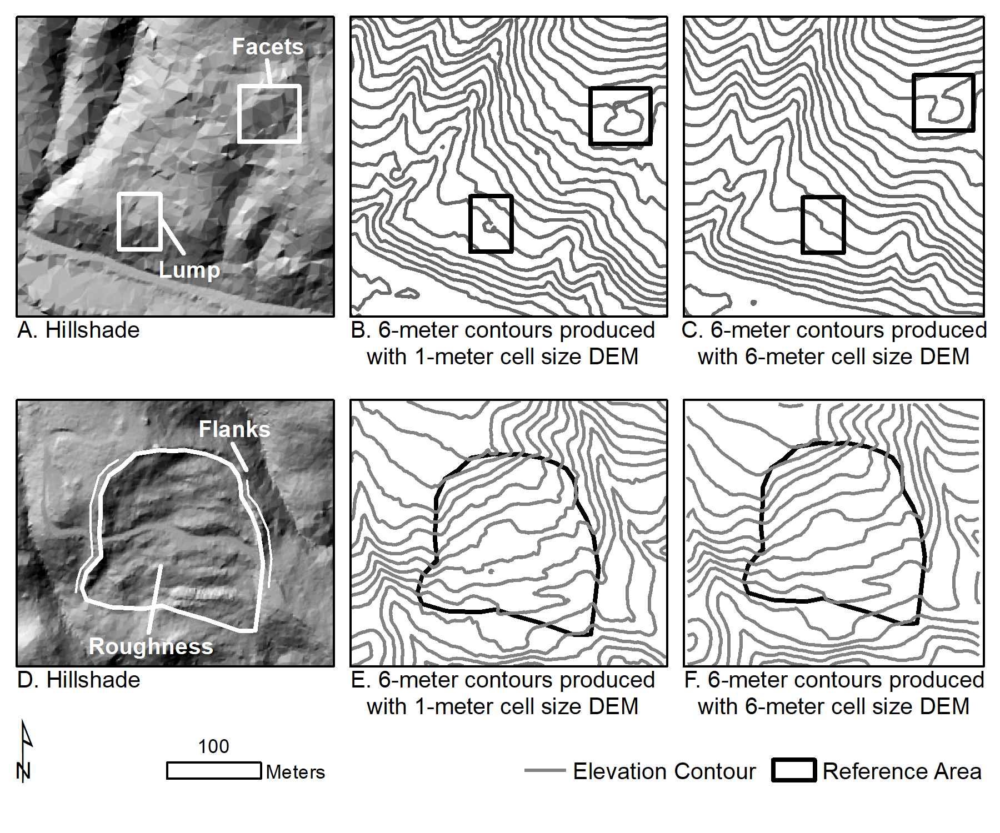 Facets
Lump
A. Hillshade
B. 6-meter contours produced
with 1-meter cell size DEM
C. 6-meter contours produced
with 6-meter cell size DEM
Flanks
Roughness
D. Hillshade
E. 6-meter contours produced
with 1-meter cell size DEM
F. 6-meter contours produced
with 6-meter cell size DEM
N
100
Meters
Elevation Contour
Reference Area